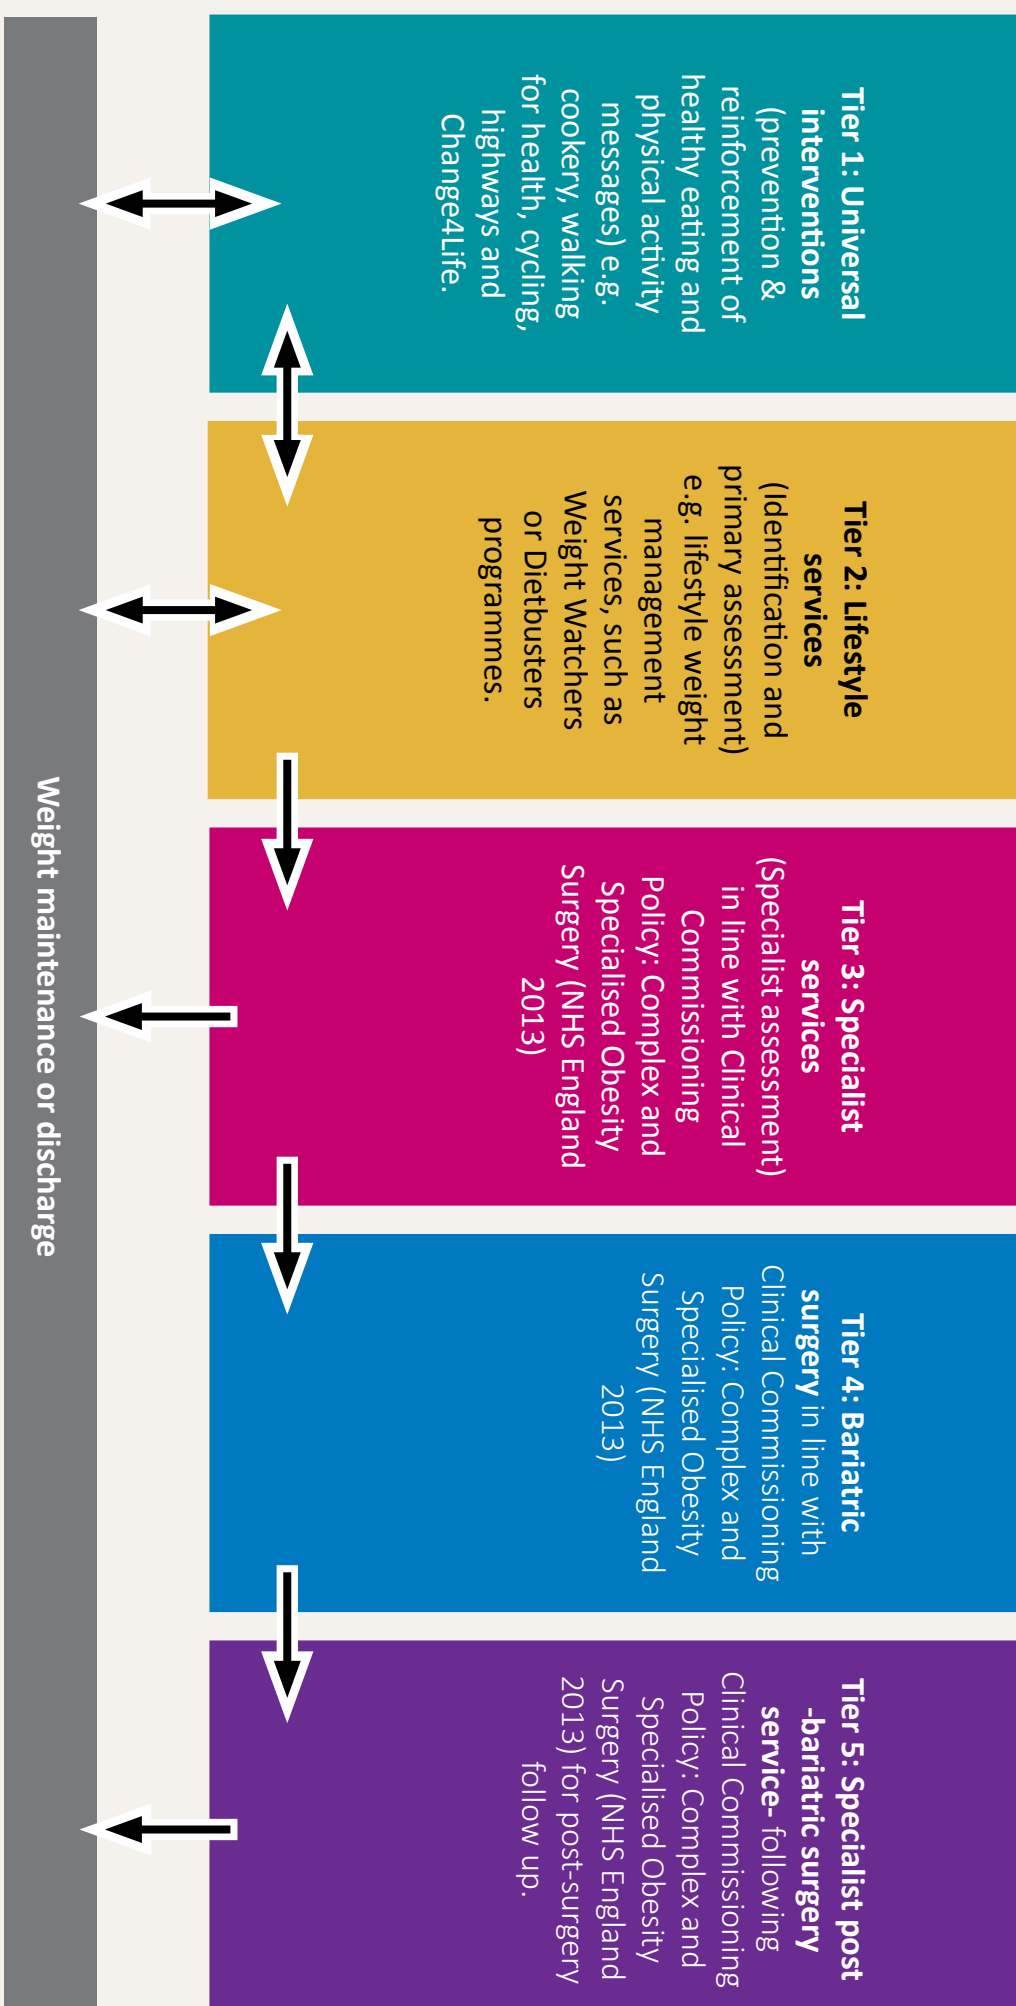 Tier 1: Universal
interventions
(prevention &
reinforcement of
healthy eating and
physical activity
messages) e.g.
cookery, walking
for health, cycling,
highways and
Change4Life.
Tier 2: Lifestyle
services
(Identification and
primary assessment)
e.g. lifestyle weight
management
services, such as
Weight Watchers
or Dietbusters
programmes.
Tier 3: Specialist
services
(Specialist assessment)
in line with Clinical
Commissioning
Policy: Complex and
Specialised Obesity
Surgery (NHS England
2013)
Tier 4: Bariatric
surgery in line with
Clinical Commissioning
Policy: Complex and
Specialised Obesity
Surgery (NHS England
2013)
Tier 5: Specialist post
-bariatric surgery
service- following
Clinical Commissioning
Policy: Complex and
Specialised Obesity
Surgery (NHS England
2013) for post-surgery
follow up.
Weight maintenance or discharge